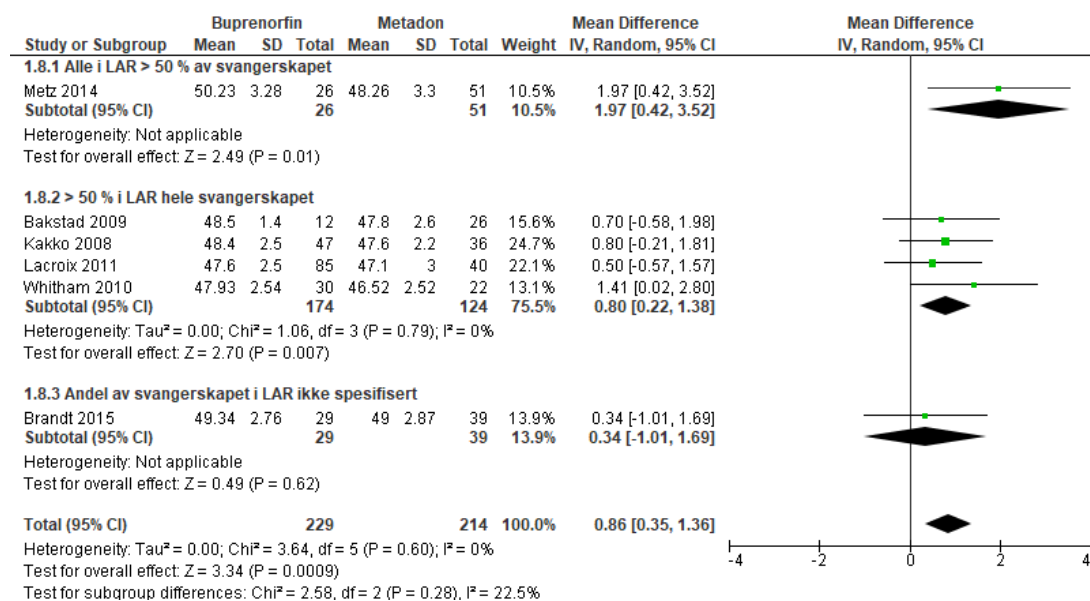 Buprenorfin Metadon Mean Difference Mean Difference
Study or Subgroup Mean SD Total Mean SD Total Weight IV, Random, 95% CI IV, Random, 95% CI
1.8.1 Alle i LAR > 50 % av svangerskapet
Metz 2014 50.23 3.28 26 48.26 3.3 51 10.5% 1.97 [0.42, 3.52]
Subtotal (95% CI) 26 51 10.5% 1.97 [0.42, 3.52]
Heterogeneity: Not applicable
Test for overall effect: Z = 2.49 (P = 0.01)
1.8.2 > 50 % i LAR hele svangerskapet
Bakstad 2009 48.5 1.4 12 47.8 2.6 26 15.6% 0.70 [-0.58, 1.98]
Kakko 2008 48.4 2.5 47 47.6 2.2 36 24.7% 0.80 [-0.21, 1.81]
Lacroix 2011 47.6 2.5 85 47.1 3 40 22.1% 0.50 [-0.57, 1.57]
Whitham 2010 47.93 2.54 30 46.52 2.52 22 13.1% 1.41 [0.02, 2.80]
Subtotal (95% CI) 174 124 75.5% 0.80 [0.22, 1.38]
Heterogeneity: Tau² = 0.00; Chi² = 1.06, df = 3 (P = 0.79); I² = 0%
Test for overall effect: Z = 2.70 (P = 0.007)
1.8.3 Andel av svangerskapet i LAR ikke spesifisert
Brandt 2015 49.34 2.76 29 49 2.87 39 13.9% 0.34 [-1.01, 1.69]
Subtotal (95% CI) 29 39 13.9% 0.34 [-1.01, 1.69]
Heterogeneity: Not applicable
Test for overall effect: Z = 0.49 (P = 0.62)
Total (95% CI) 229 214 100.0% 0.86 [0.35, 1.36]
Heterogeneity: Tau² = 0.00; Chi² = 3.64, df = 5 (P = 0.60); I² = 0%
Test for overall effect: Z = 3.34 (P = 0.0009)
Test for subgroup differences: Chi² = 2.58, df = 2 (P = 0.28), I² = 22.5%
-4 -2 0 2 4